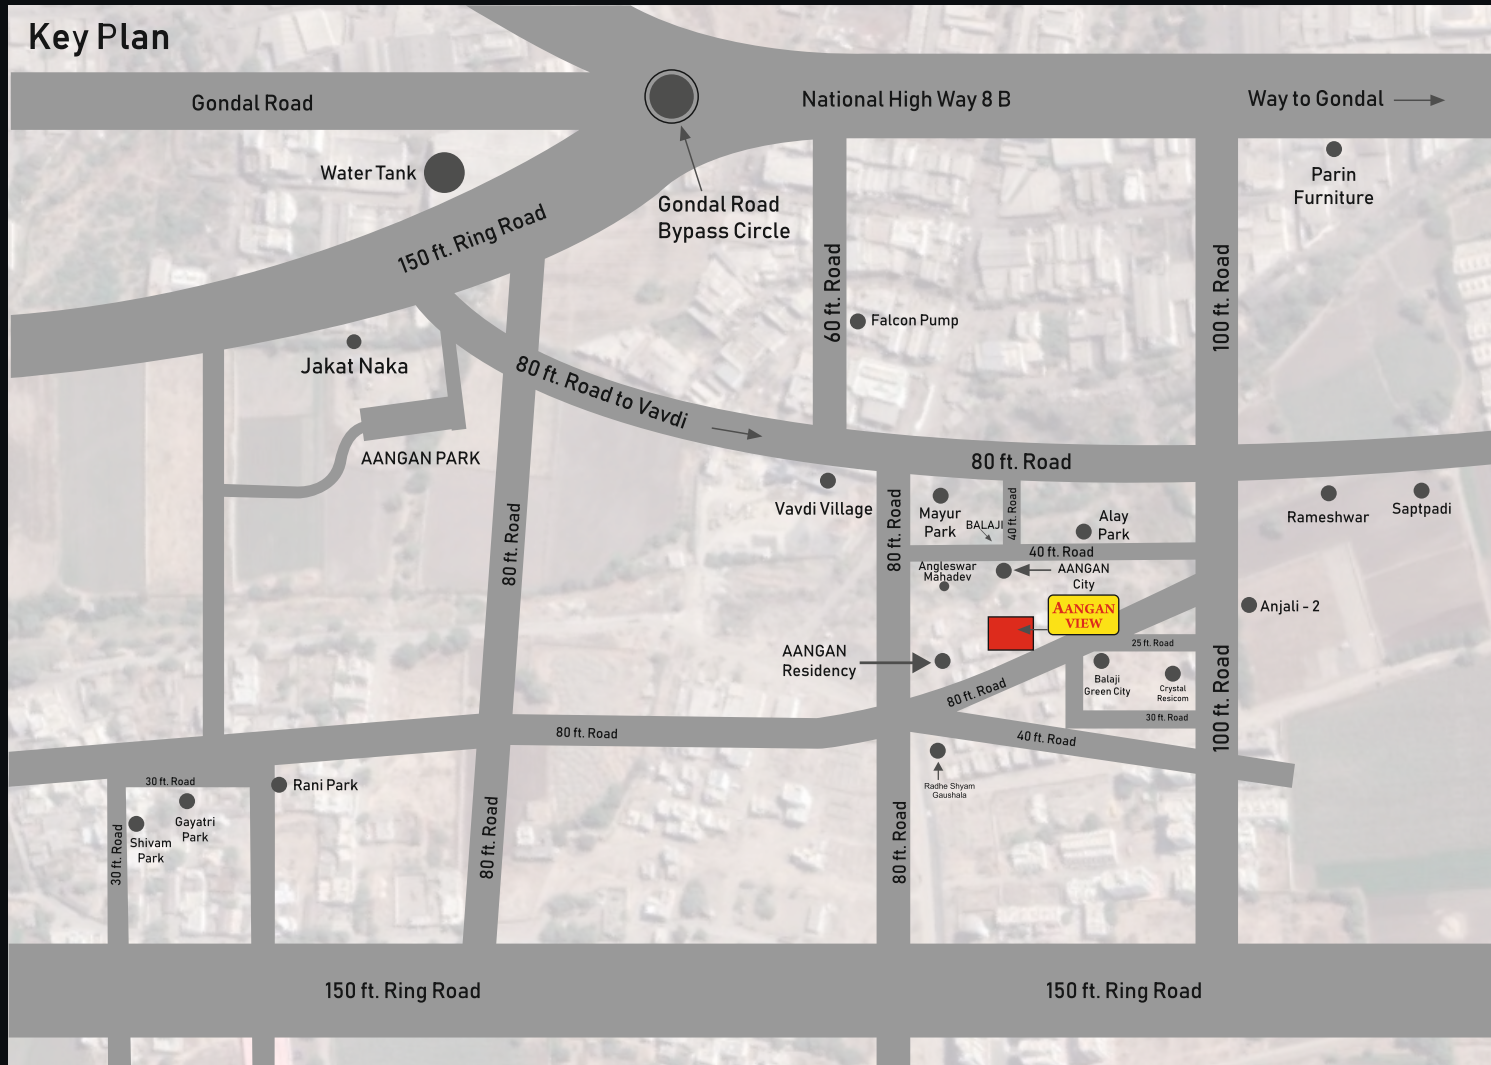 Key Plan
Gondal Road
National High Way 8 B
Way to Gondal
Water Tank
Parin
Furniture
Gondal Road
Bypass Circle
150 ft. Ring Road
60 ft. Road
100 ft. Road
Falcon Pump
Jakat Naka
80 ft. Road to Vavdi
AANGAN PARK
80 ft. Road
Vavdi Village
80 ft. Road
Mayur
Park
BALAJI
40 ft. Road
Alay
Park
Rameshwar
Saptpadi
80 ft. Road
40 ft. Road
Angleswar
Mahadev
AANGAN
City
AANGAN
VIEW
Anjali - 2
25 ft. Road
AANGAN
Residency
Balaji
Green City
Crystal
Resicom
80 ft. Road
30 ft. Road
100 ft. Road
80 ft. Road
40 ft. Road
Radhe Shyam
Gaushala
30 ft. Road
Rani Park
Gayatri
Park
Shivam
Park
30 ft. Road
80 ft. Road
80 ft. Road
150 ft. Ring Road
150 ft. Ring Road